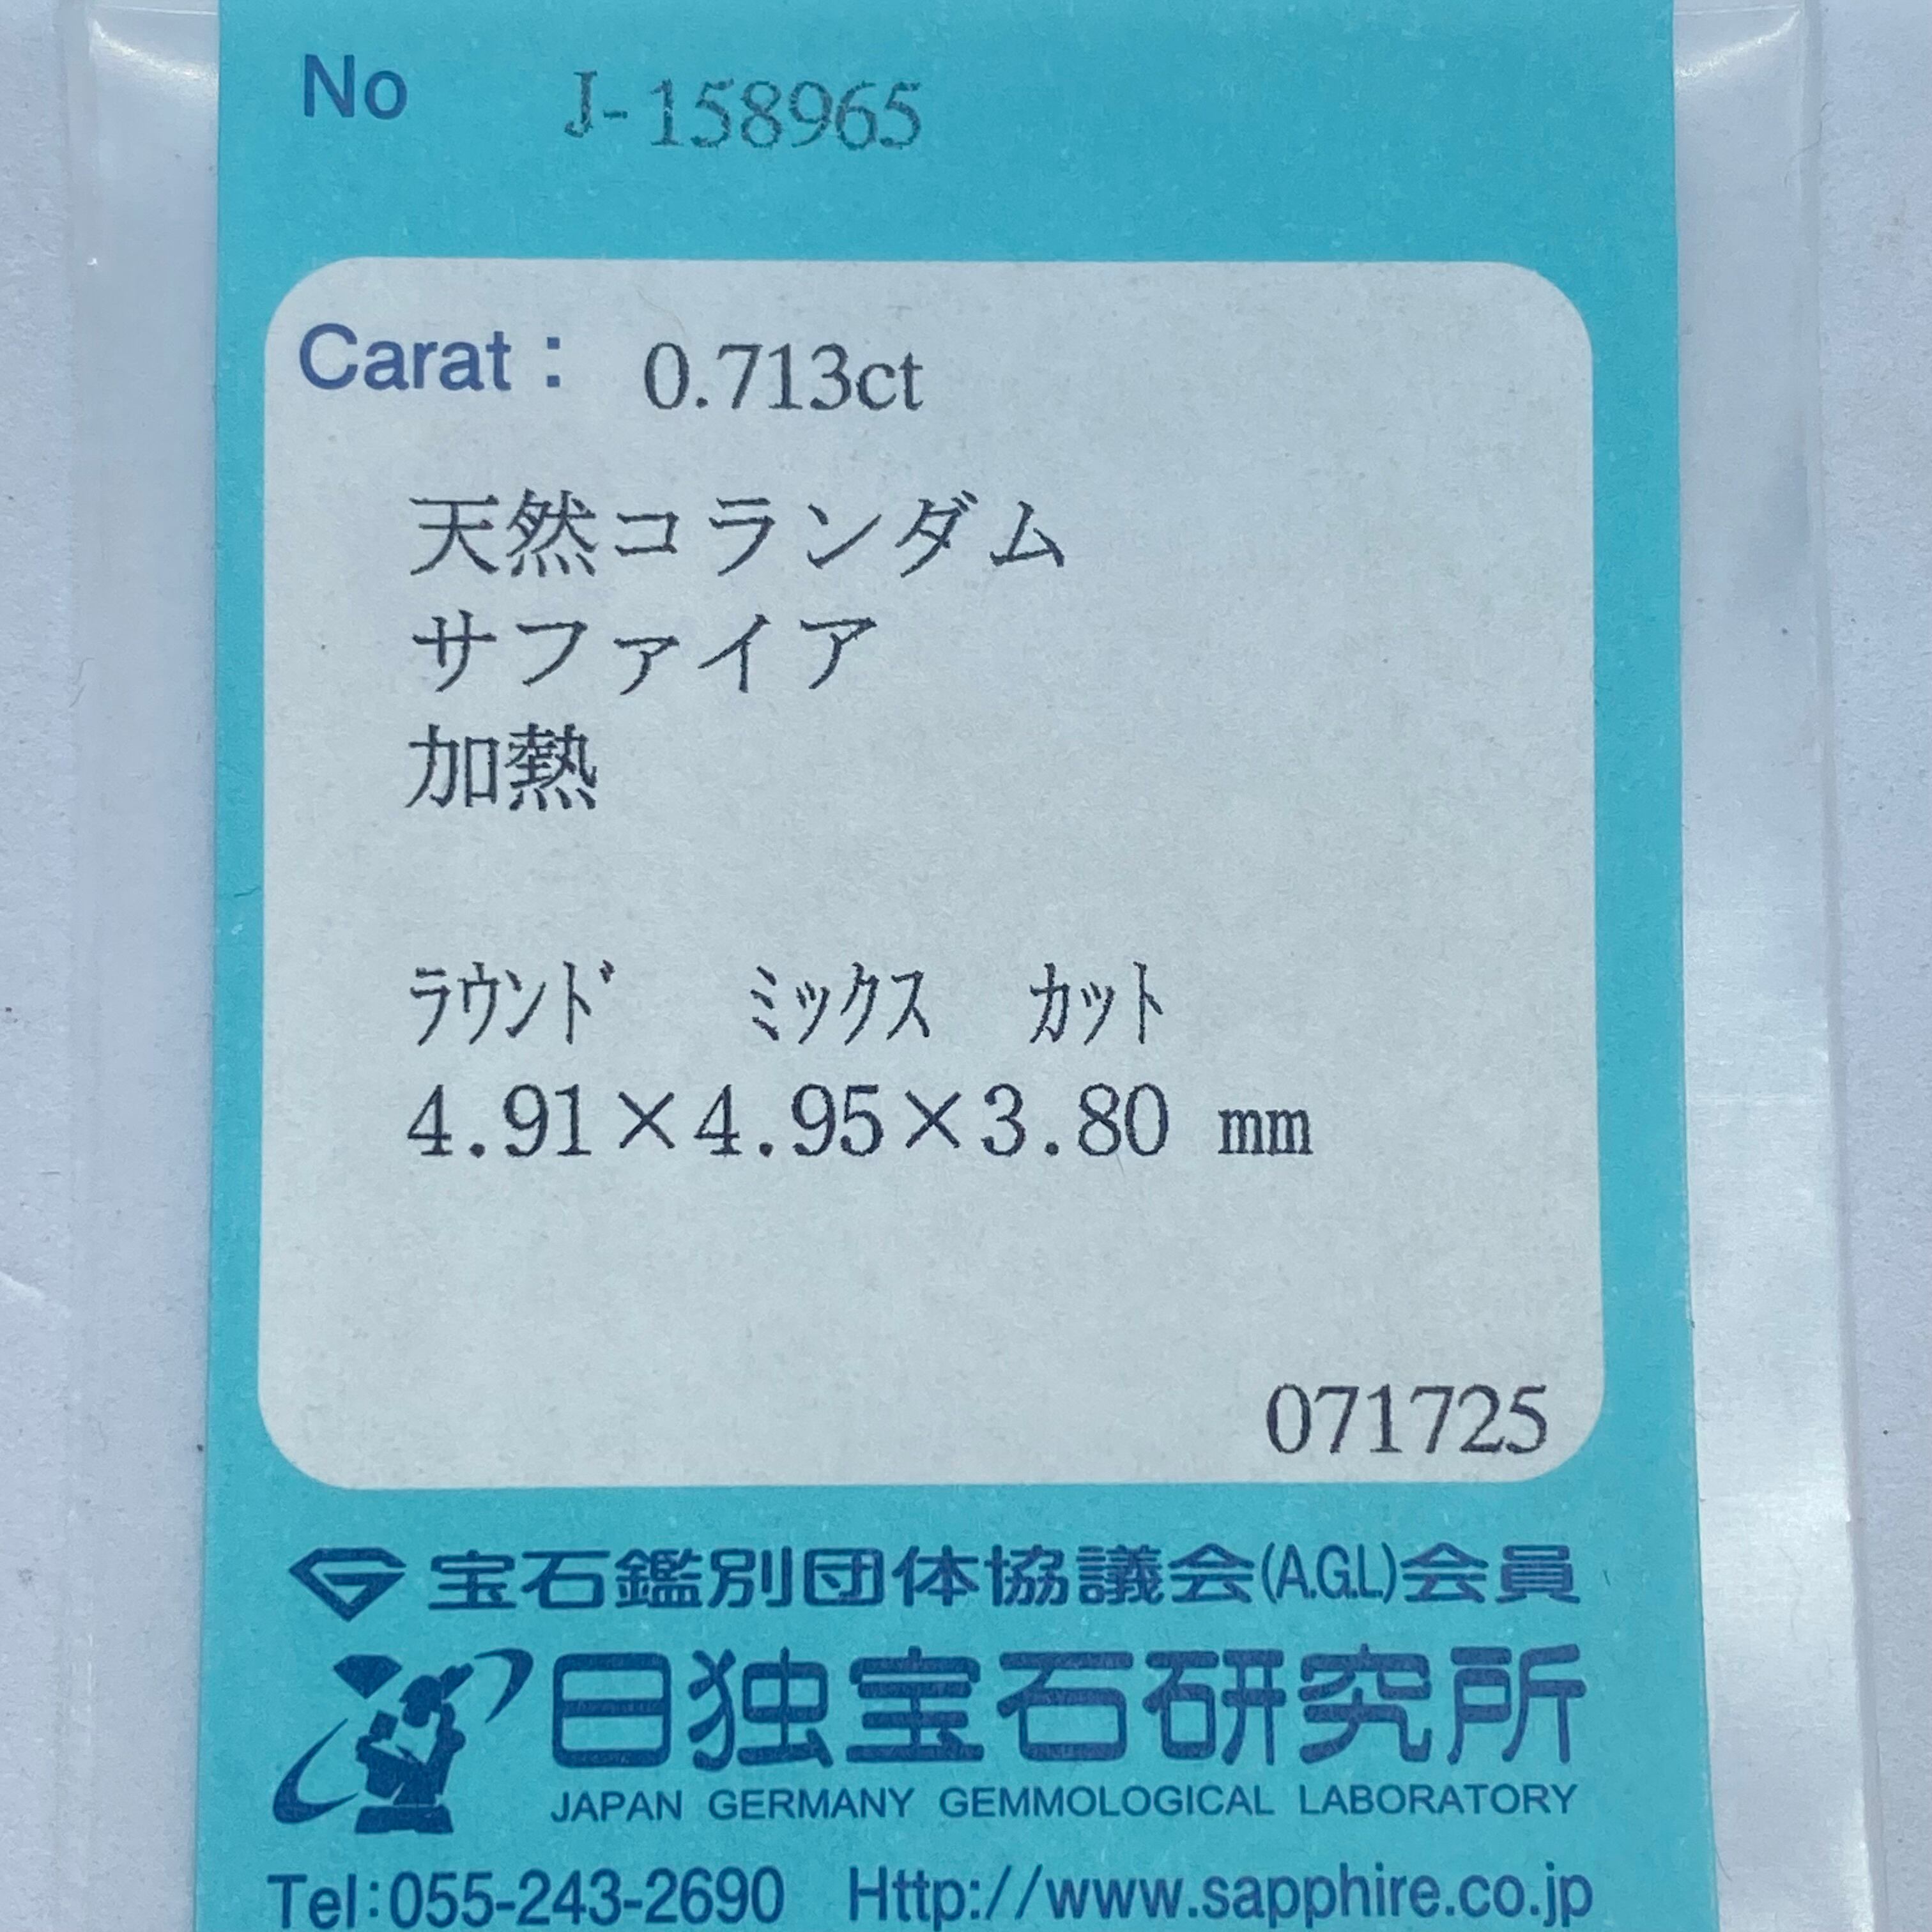 No J-158965
Carat : 0.713ct
天然コランダム
サファイア
加熱
ﾗｳﾝﾄﾞ ﾐｯｸｽ ｶｯﾄ
4.91×4.95×3.80 mm
071725
宝石鑑別団体協議会(A.G.L)会員
日独宝石研究所
JAPAN GERMANY GEMMOLOGICAL LABORATORY
Tel:055-243-2690 Http://www.sapphire.co.jp